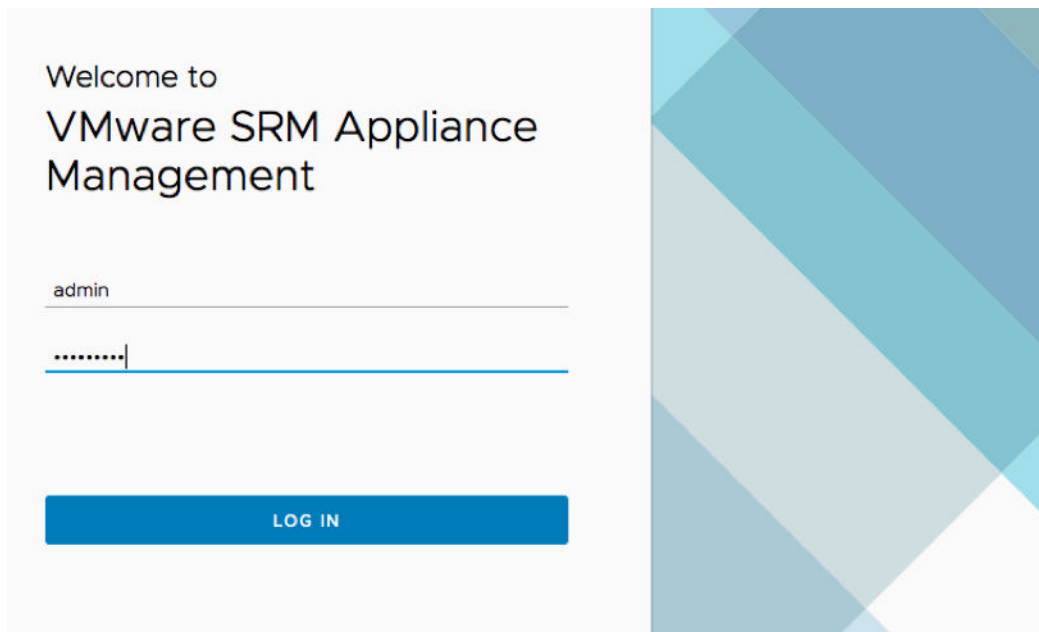 Welcome to
VMware SRM Appliance
Management
admin
•••••••••
LOG IN